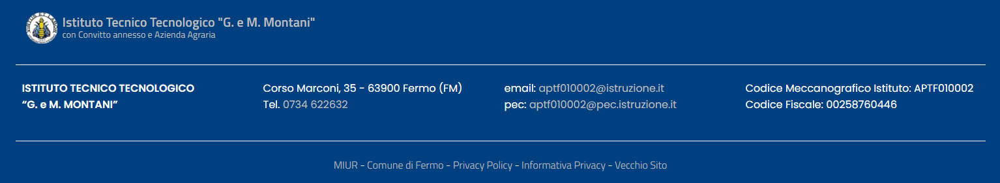 Istituto Tecnico Tecnologico "G. e M. Montani"
con Convitto annesso e Azienda Agraria
ISTITUTO TECNICO TECNOLOGICO
“G. e M. MONTANI”
Corso Marconi, 35 - 63900 Fermo (FM)
Tel. 0734 622632
email: aptf010002@istruzione.it
pec: aptf010002@pec.istruzione.it
Codice Meccanografico Istituto: APTF010002
Codice Fiscale: 00258760446
MIUR - Comune di Fermo - Privacy Policy - Informativa Privacy - Vecchio Sito